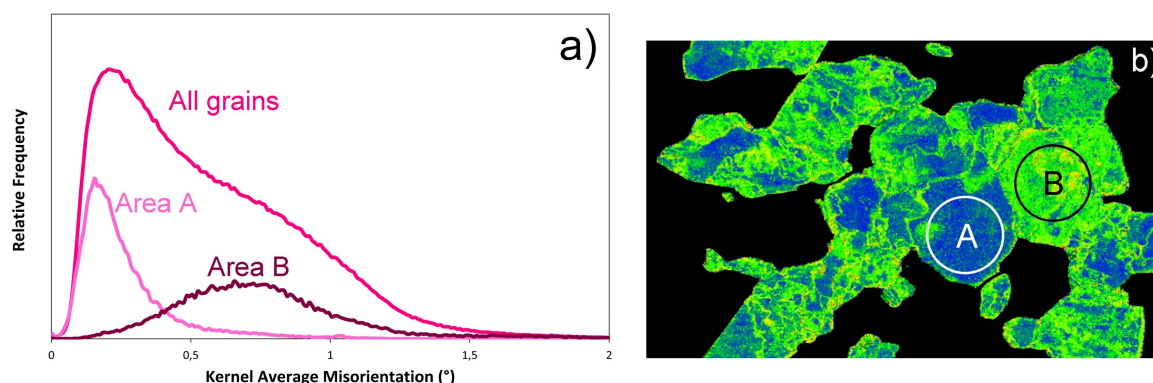 a)
All grains
Area A
Area B
Relative Frequency
0
0,5
1
1,5
2
Kernel Average Misorientation (°)
b)
A
B